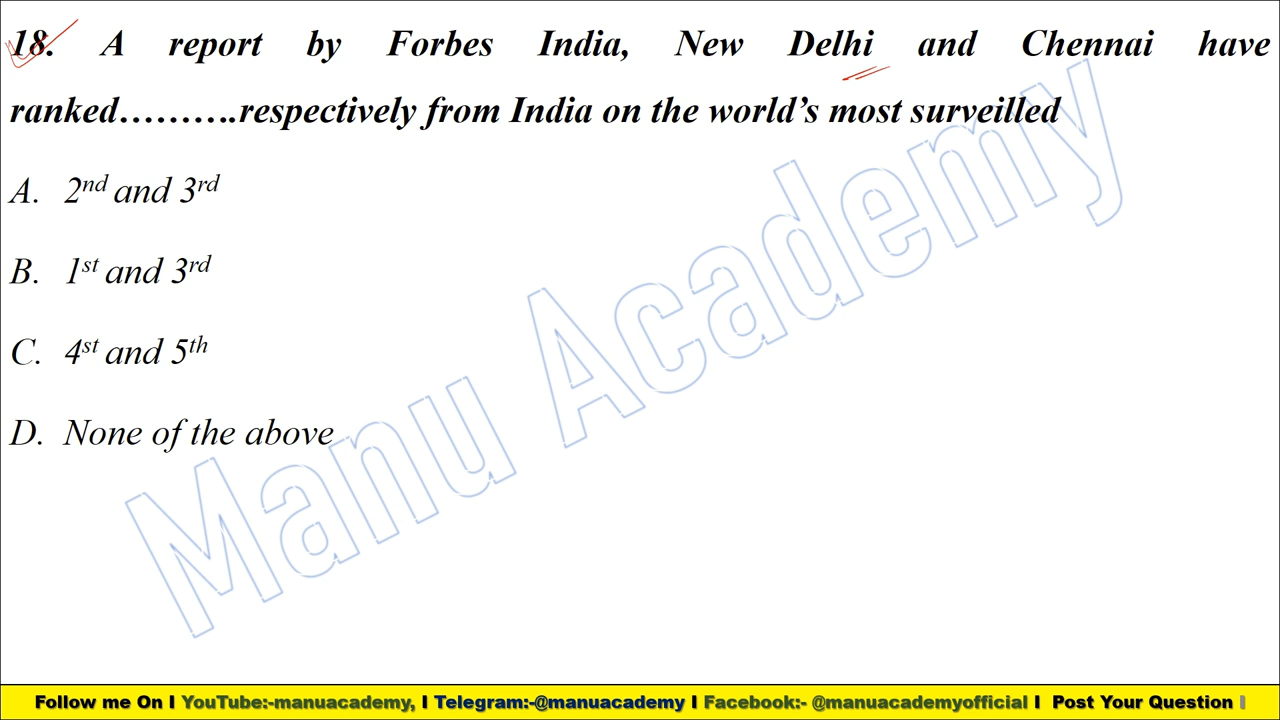 18. A report by Forbes India, New Delhi and Chennai have
ranked……….respectively from India on the world’s most surveilled
A. 2nd and 3rd
B. 1st and 3rd
C. 4st and 5th
D. None of the above
Manu Academy
Follow me On I YouTube:-manuacademy, I Telegram:-@manuacademy I Facebook:- @manuacademyofficial I Post Your Question I